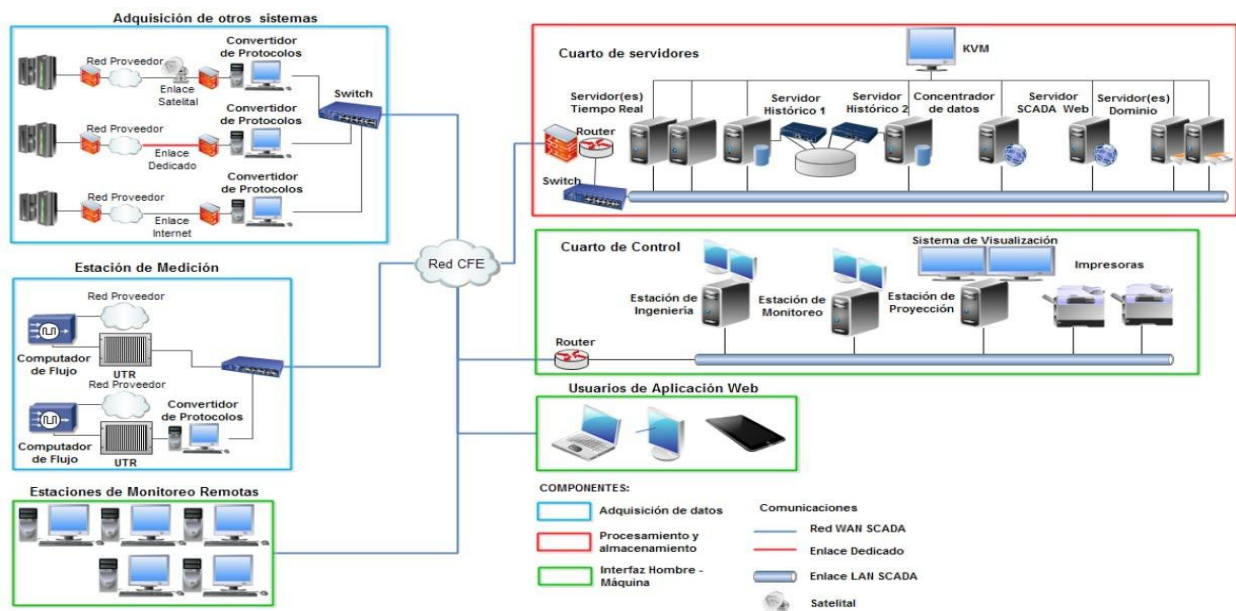 Adquisición de otros sistemas
Red Proveedor
Enlace
Satelital
Convertidor
de Protocolos
Switch
Red Proveedor
Enlace
Dedicado
Convertidor
de Protocolos
Red Proveedor
Enlace
Internet
Convertidor
de Protocolos
Estación de Medición
Red Proveedor
Computador
de Flujo
UTR
Red Proveedor
Computador
de Flujo
UTR
Convertidor
de Protocolos
Estaciones de Monitoreo Remotas
Red CFE
Cuarto de servidores
KVM
Servidor(es)
Tiempo Real
Servidor
Histórico 1
Servidor
Histórico 2
Concentrador
de datos
Servidor
SCADA Web
Servidor(es)
Dominio
Router
Switch
Cuarto de Control
Sistema de Visualización
Impresoras
Estación de
Ingeniería
Estación de
Monitoreo
Estación de
Proyección
Router
Usuarios de Aplicación Web
COMPONENTES:
Adquisición de datos
Procesamiento y
almacenamiento
Interfaz Hombre -
Máquina
Comunicaciones
Red WAN SCADA
Enlace Dedicado
Enlace LAN SCADA
Satelital